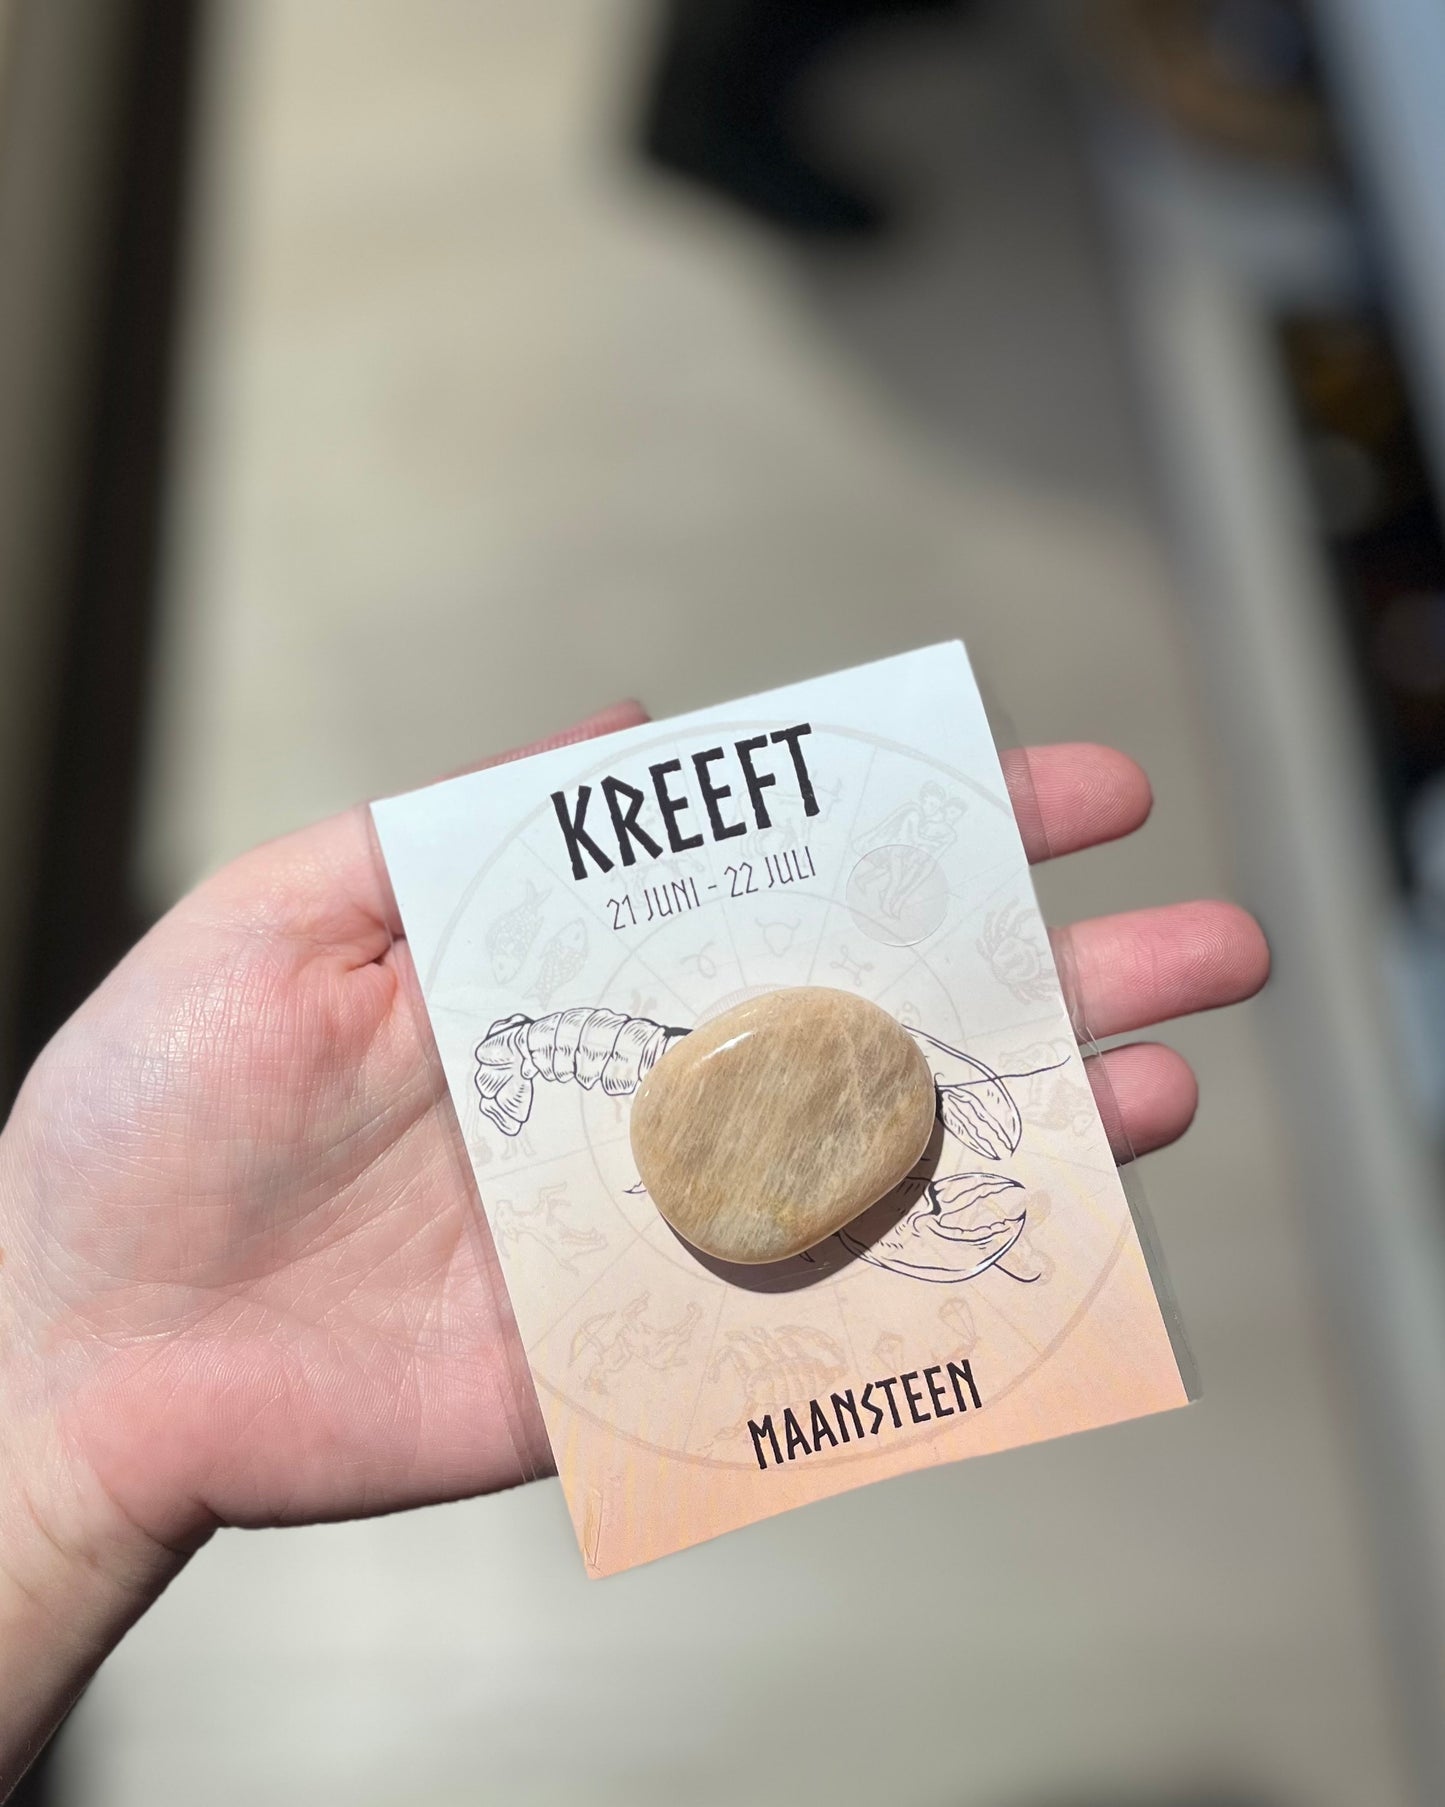 KREEFT
21 JUNI - 22 JULI
MAANSTEEN